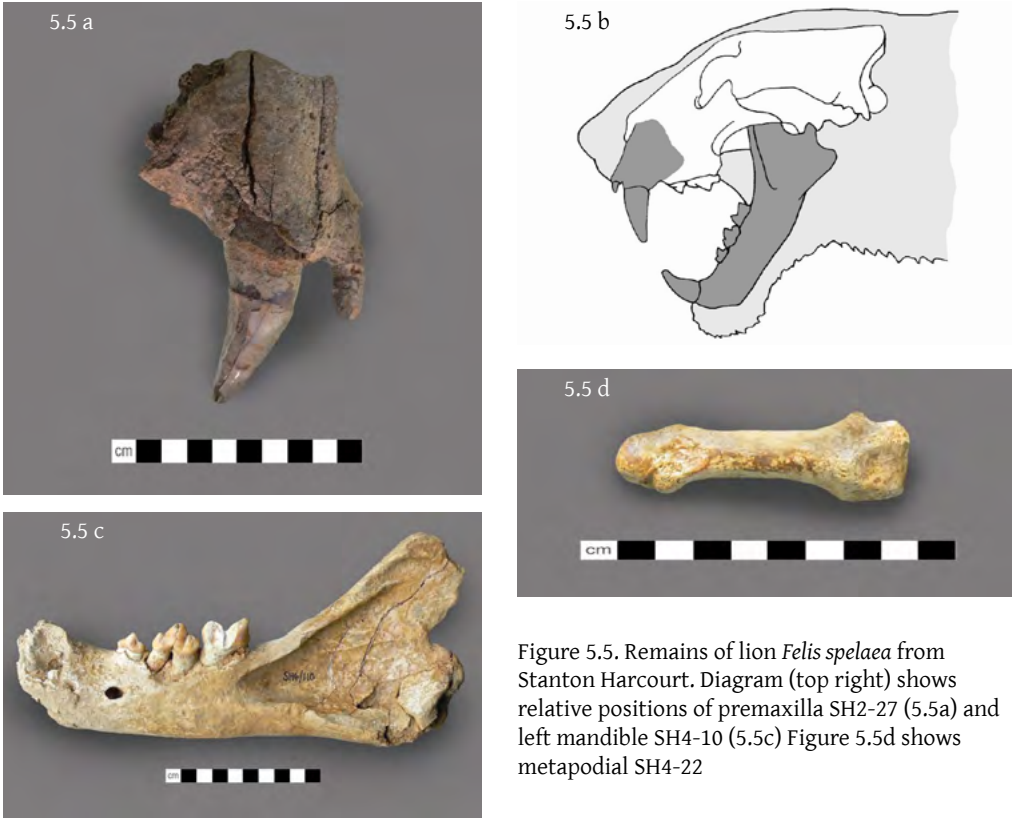 5.5 a
cm
5.5 b
5.5 c
cm
5.5 d
cm
Figure 5.5. Remains of lion Felis spelaea from
Stanton Harcourt. Diagram (top right) shows
relative positions of premaxilla SH2-27 (5.5a) and
left mandible SH4-10 (5.5c) Figure 5.5d shows
metapodial SH4-22